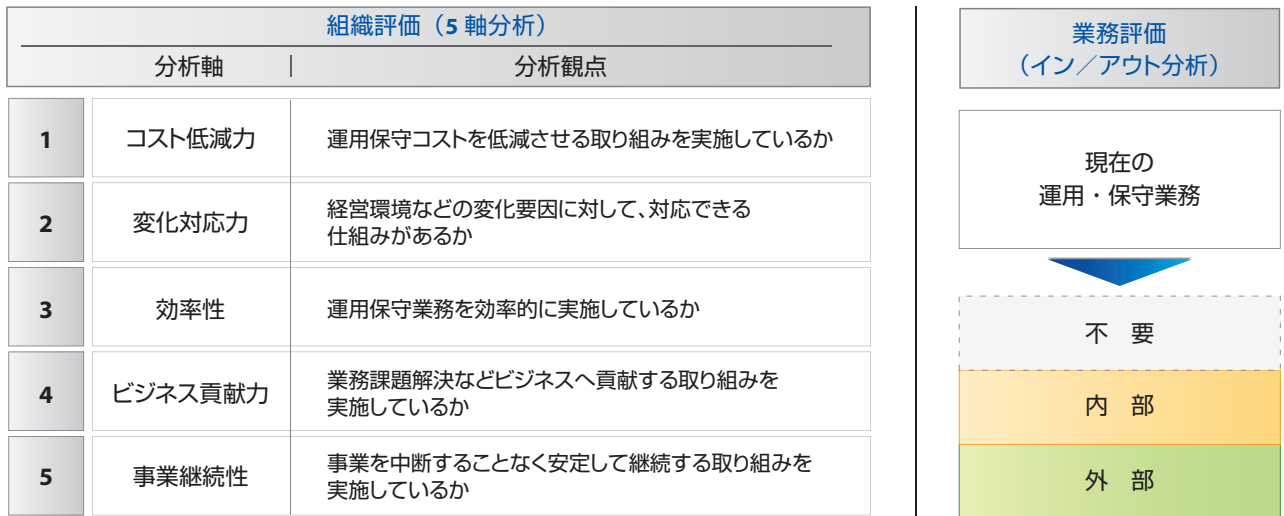 組織評価（5 軸分析）
分析軸
分析観点
1
コスト低減力
運用保守コストを低減させる取り組みを実施しているか
2
変化対応力
経営環境などの変化要因に対して、対応できる
仕組みがあるか
3
効率性
運用保守業務を効率的に実施しているか
4
ビジネス貢献力
業務課題解決などビジネスへ貢献する取り組みを
実施しているか
5
事業継続性
事業を中断することなく安定して継続する取り組みを
実施しているか
業務評価
（イン／アウト分析）
現在の
運用・保守業務
不 要
内 部
外 部